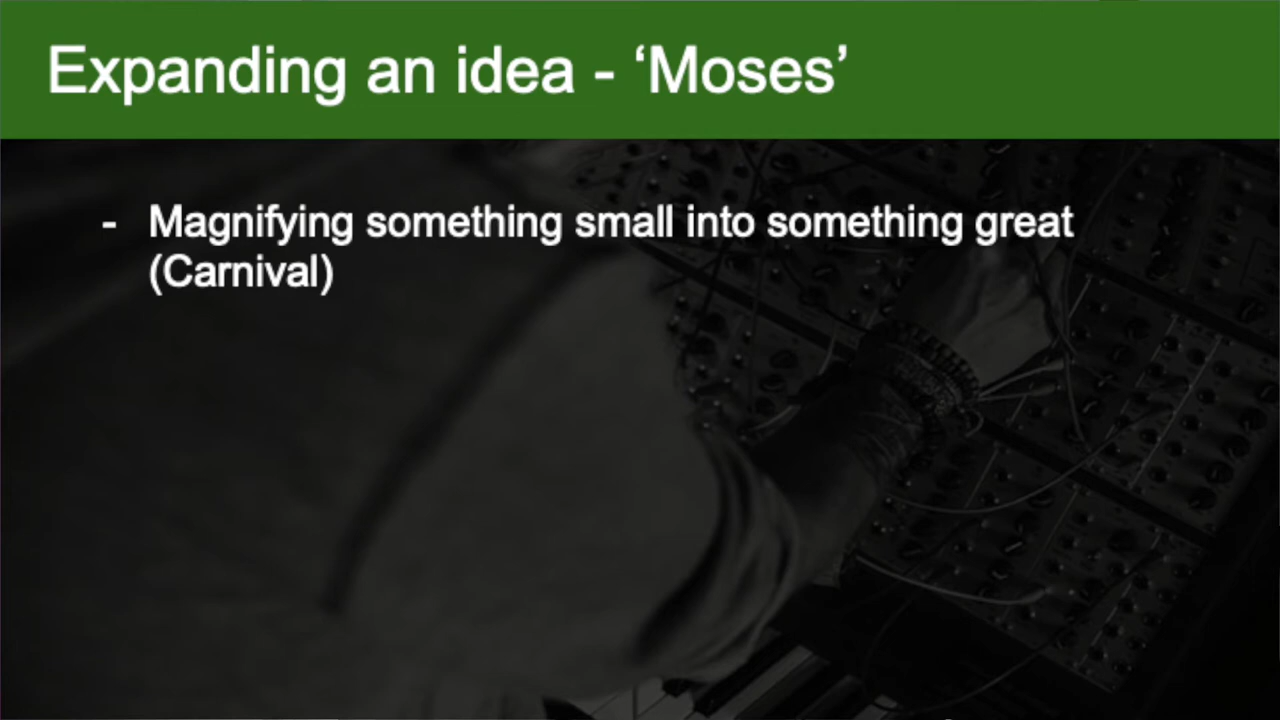 Expanding an idea - ‘Moses’
- Magnifying something small into something great
(Carnival)